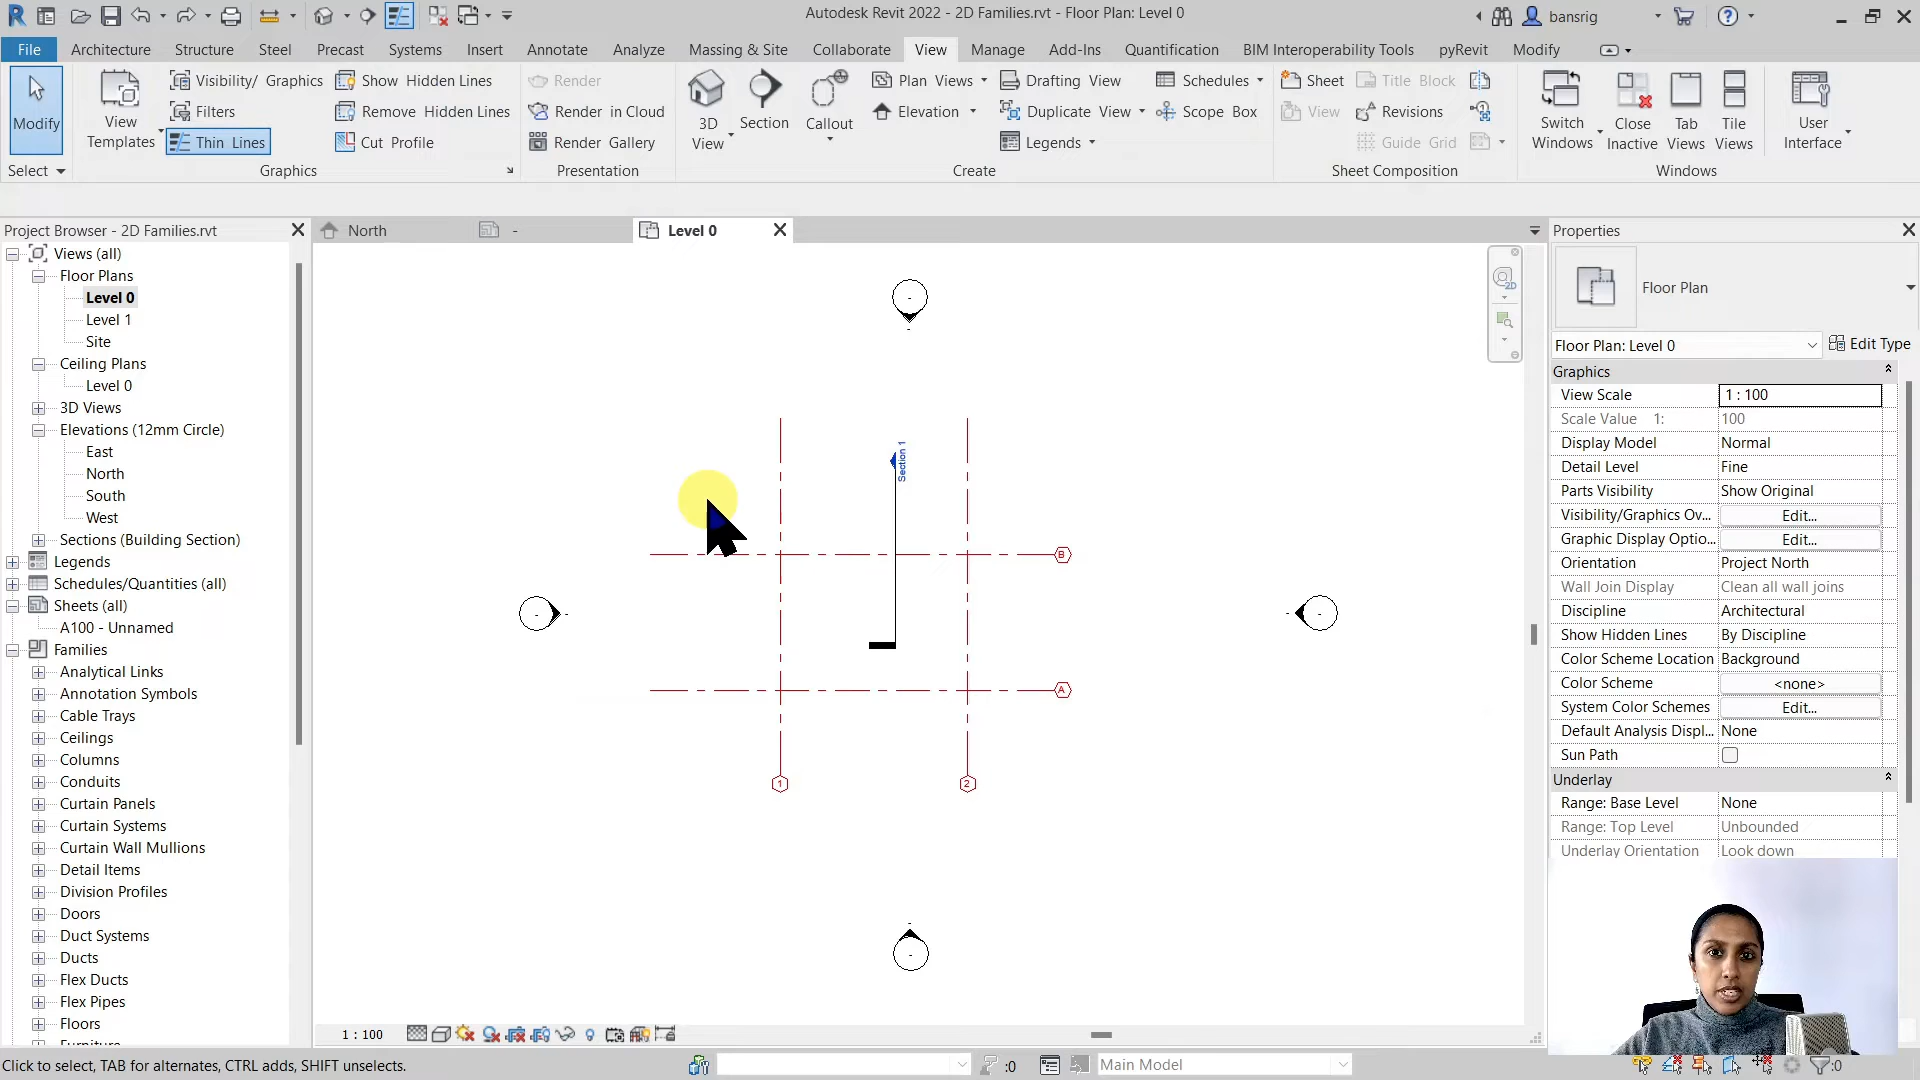 Autodesk Revit 2022 - 2D Families.rvt - Floor Plan: Level 0
bansrig
File Architecture Structure Steel Precast Systems Insert Annotate Analyze Massing & Site Collaborate View Manage Add-Ins Quantification BIM Interoperability Tools pyRevit Modify
Modify
View Templates
Visibility/ Graphics
Filters
Thin Lines
Show Hidden Lines
Remove Hidden Lines
Cut Profile
Render
Render in Cloud
Render Gallery
3D View
Section
Callout
Plan Views
Elevation
Drafting View
Duplicate View
Legends
Schedules
Scope Box
Sheet
View
Title Block
Revisions
Guide Grid
Switch Windows
Close Inactive
Tab Views
Tile Views
User Interface
Select
Graphics
Presentation
Create
Sheet Composition
Windows
Project Browser - 2D Families.rvt
Views (all)
Floor Plans
Level 0
Level 1
Site
Ceiling Plans
Level 0
3D Views
Elevations (12mm Circle)
East
North
South
West
Sections (Building Section)
Legends
Schedules/Quantities (all)
Sheets (all)
A100 - Unnamed
Families
Analytical Links
Annotation Symbols
Cable Trays
Ceilings
Columns
Conduits
Curtain Panels
Curtain Systems
Curtain Wall Mullions
Detail Items
Division Profiles
Doors
Duct Systems
Ducts
Flex Ducts
Flex Pipes
Floors
North
-
Level 0
2D
Section 1
B
A
1
2
1 : 100
Properties
Floor Plan
Floor Plan: Level 0
Edit Type
Graphics
View Scale 1 : 100
Scale Value 1: 100
Display Model Normal
Detail Level Fine
Parts Visibility Show Original
Visibility/Graphics Ov... Edit...
Graphic Display Optio... Edit...
Orientation Project North
Wall Join Display Clean all wall joins
Discipline Architectural
Show Hidden Lines By Discipline
Color Scheme Location Background
Color Scheme <none>
System Color Schemes Edit...
Default Analysis Displ... None
Sun Path
Underlay
Range: Base Level None
Range: Top Level Unbounded
Underlay Orientation Look down
Click to select, TAB for alternates, CTRL adds, SHIFT unselects.
:0
Main Model
:0